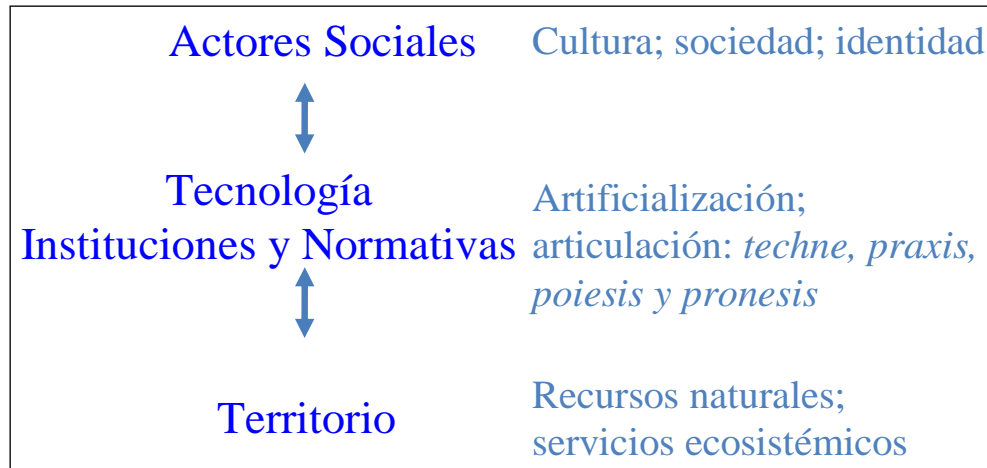 Actores Sociales
Cultura; sociedad; identidad
Tecnología
Instituciones y Normativas
Artificialización;
articulación: techne, praxis,
poiesis y pronesis
Territorio
Recursos naturales;
servicios ecosistémicos